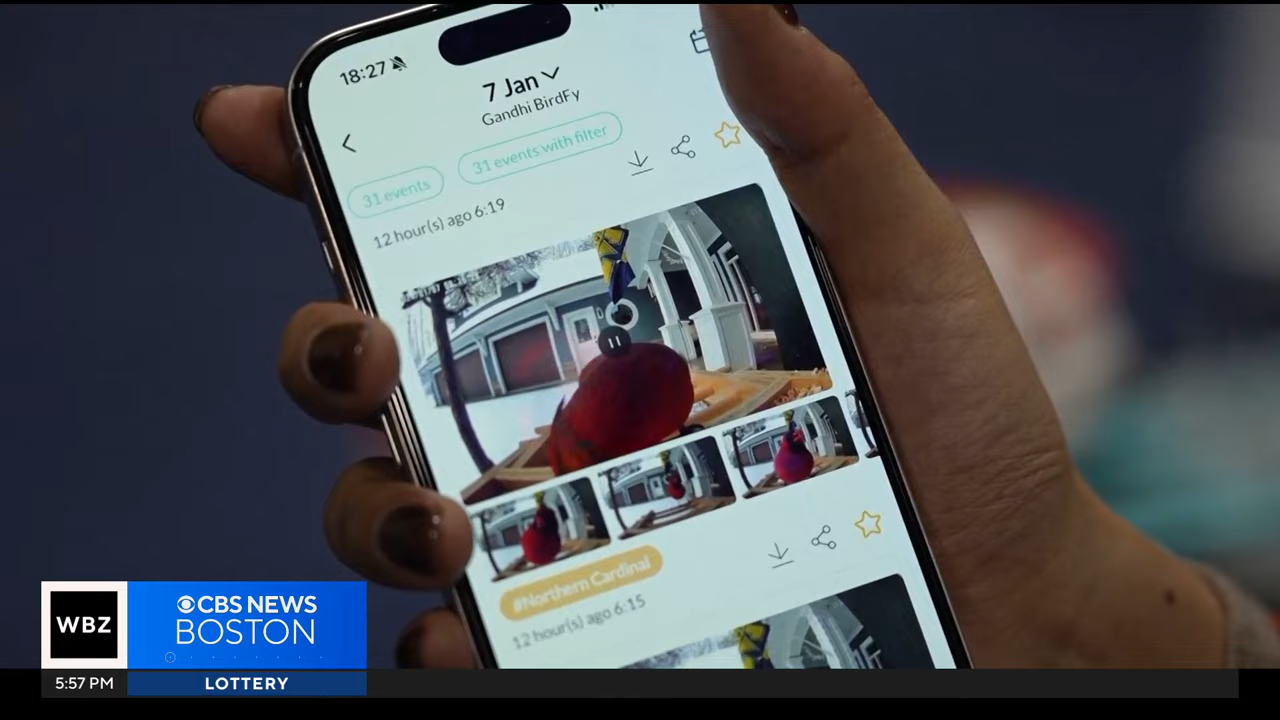 18:27
7 Jan
Gandhi BirdFy
31 events
31 events with filter
12 hour(s) ago 6:19
#Northern Cardinal
12 hour(s) ago 6:15
WBZ
CBS NEWS
BOSTON
5:57 PM
LOTTERY